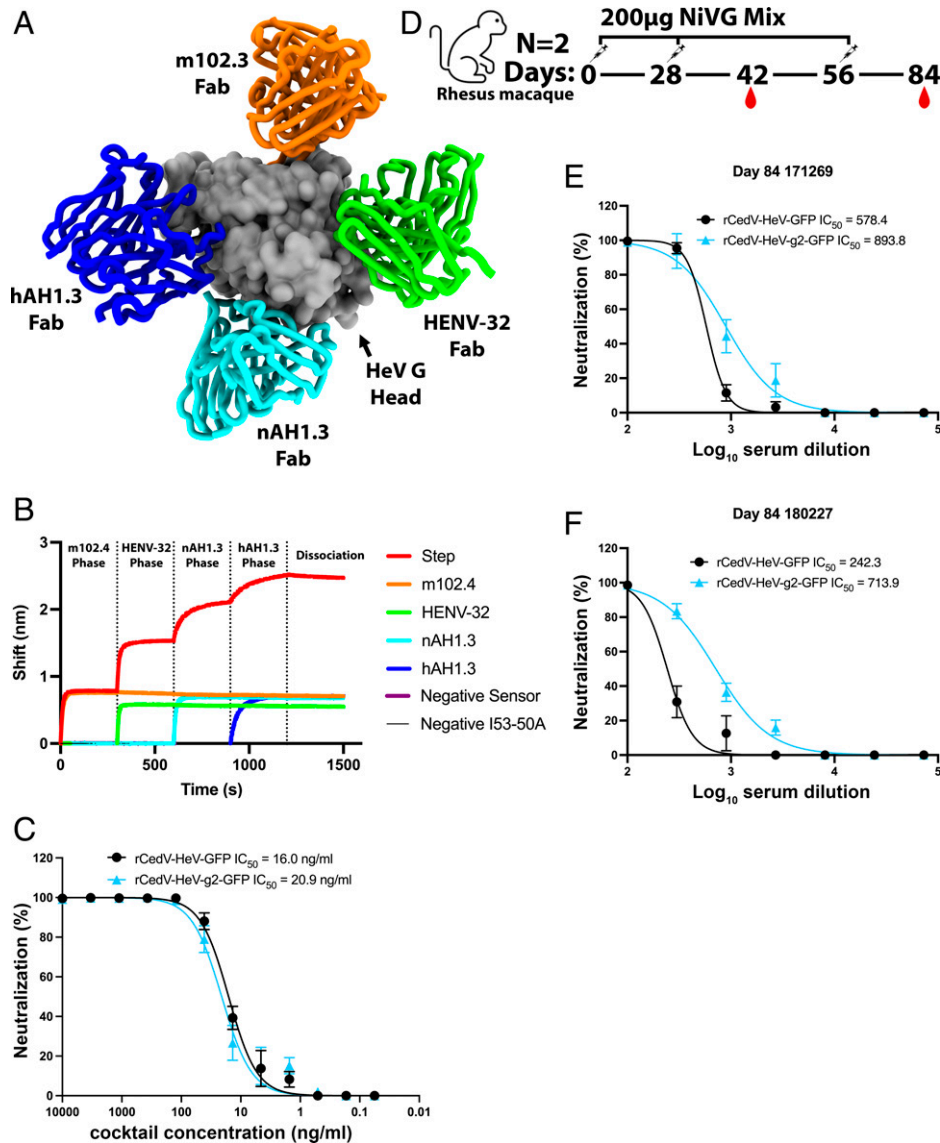 A
m102.3
Fab
hAH1.3
Fab
HENV-32
Fab
HeV G
Head
nAH1.3
Fab
B
m102.4
Phase
HENV-32
Phase
nAH1.3
Phase
hAH1.3
Phase
Dissociation
3
2
1
0
Shift (nm)
0
500
1000
1500
Time (s)
Step
m102.4
HENV-32
nAH1.3
hAH1.3
Negative Sensor
Negative I53-50A
C
rCedV-HeV-GFP IC50 = 16.0 ng/ml
rCedV-HeV-g2-GFP IC50 = 20.9 ng/ml
120
100
80
60
40
20
0
Neutralization (%)
10000
1000
100
10
1
0.1
0.01
cocktail concentration (ng/ml)
D
200µg NiVG Mix
N=2
Days: 0 28 42 56 84
Rhesus macaque
E
Day 84 171269
rCedV-HeV-GFP IC50 = 578.4
rCedV-HeV-g2-GFP IC50 = 893.8
120
100
80
60
40
20
0
Neutralization (%)
2
3
4
5
Log10 serum dilution
F
Day 84 180227
rCedV-HeV-GFP IC50 = 242.3
rCedV-HeV-g2-GFP IC50 = 713.9
120
100
80
60
40
20
0
Neutralization (%)
2
3
4
5
Log10 serum dilution